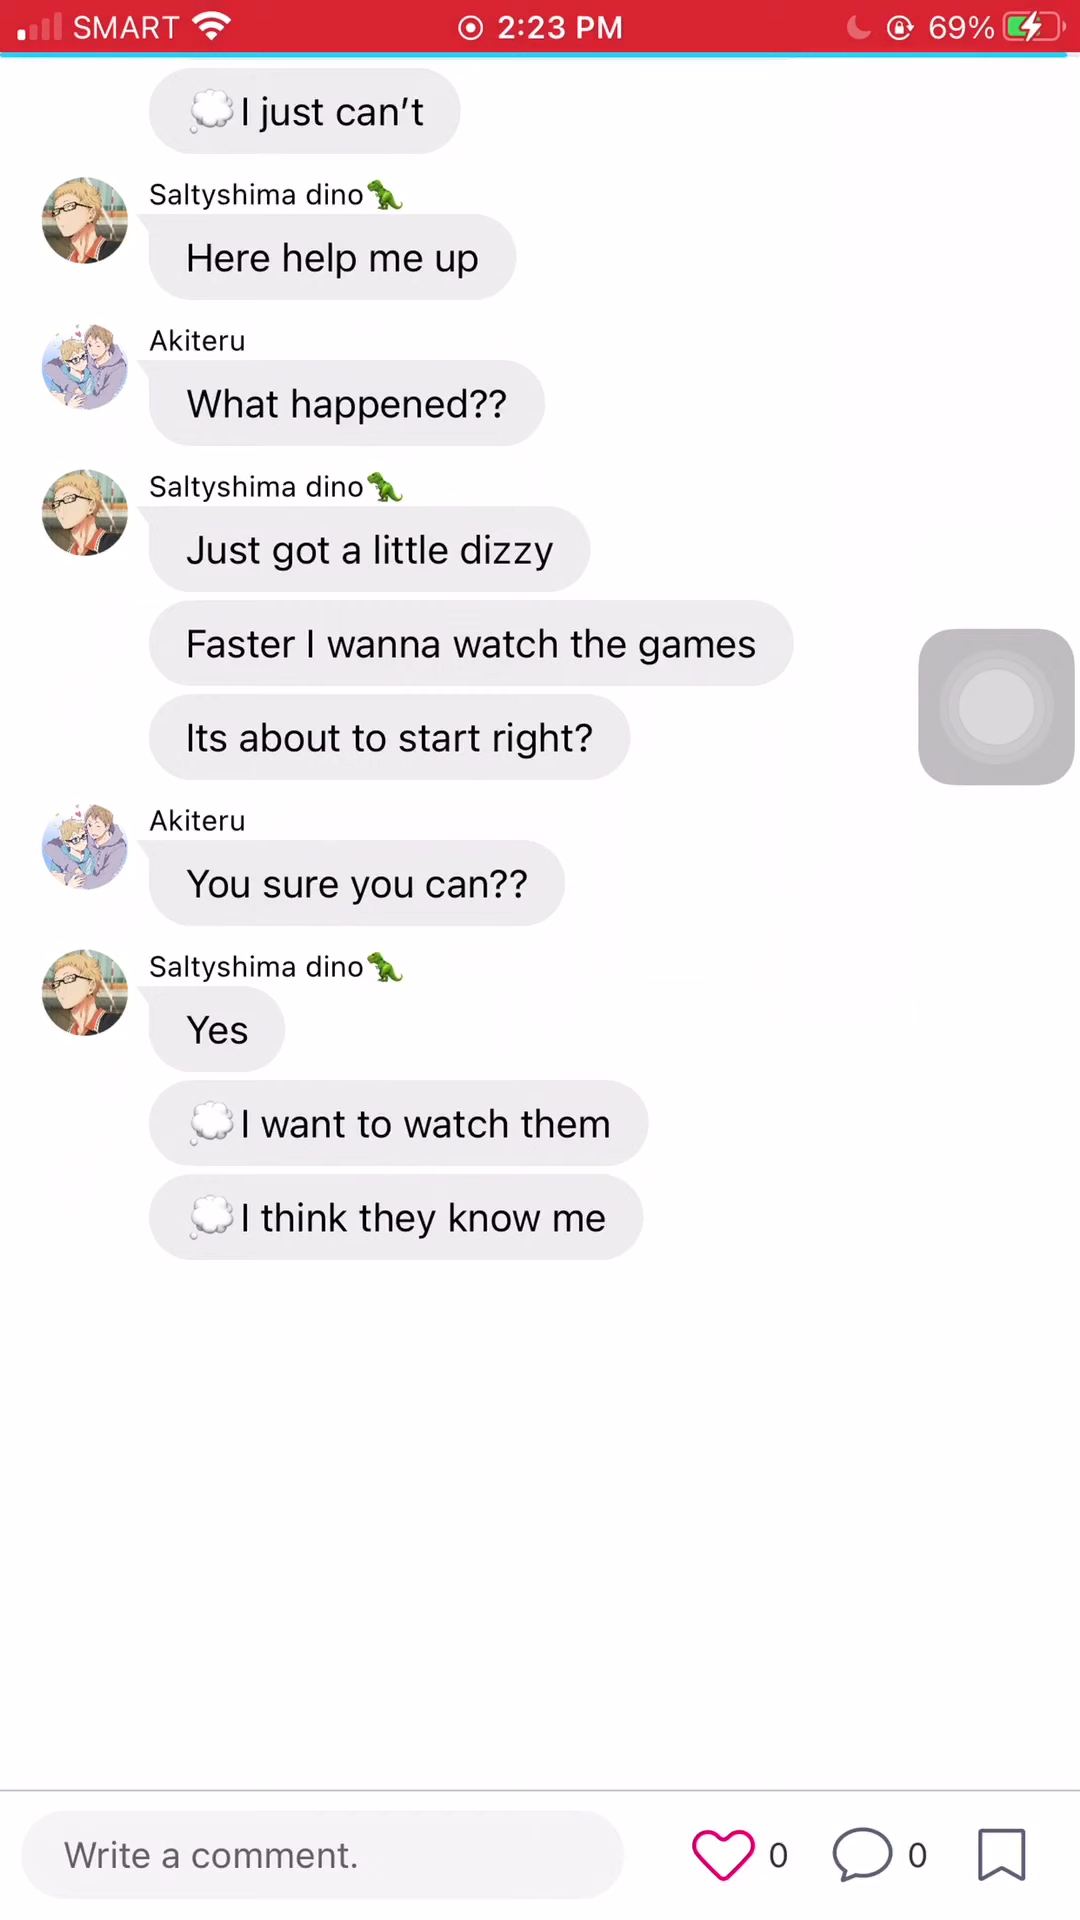 SMART 2:23 PM 69%
💭I just can't
Saltyshima dino🦖
Here help me up
Akiteru
What happened??
Saltyshima dino🦖
Just got a little dizzy
Faster I wanna watch the games
Its about to start right?
Akiteru
You sure you can??
Saltyshima dino🦖
Yes
💭I want to watch them
💭I think they know me
Write a comment. 0 0